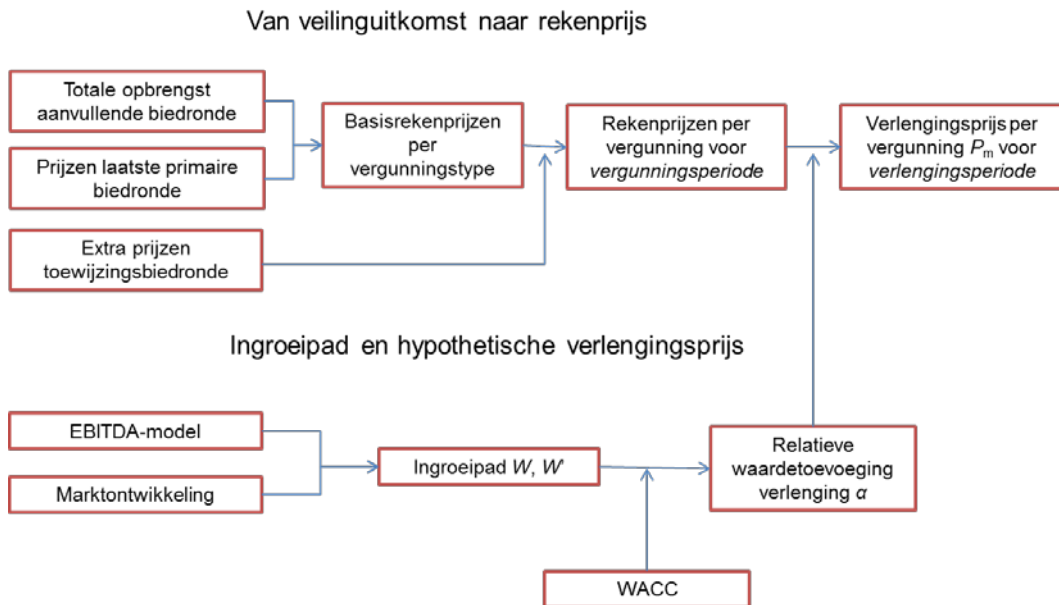 Van veilinguitkomst naar rekenprijs
Totale opbrengst
aanvullende biedronde
Prijzen laatste primaire
biedronde
Extra prijzen
toewijzingsbiedronde
Basisrekenprijzen
per
vergunningstype
Rekenprijzen per
vergunning voor
vergunningsperiode
Verlengingsprijs per
vergunning Pm voor
verlengingsperiode
Ingroeipad en hypothetische verlengingsprijs
EBITDA-model
Marktontwikkeling
Ingroeipad W, W'
Relatieve
waardetoevoeging
verlenging α
WACC